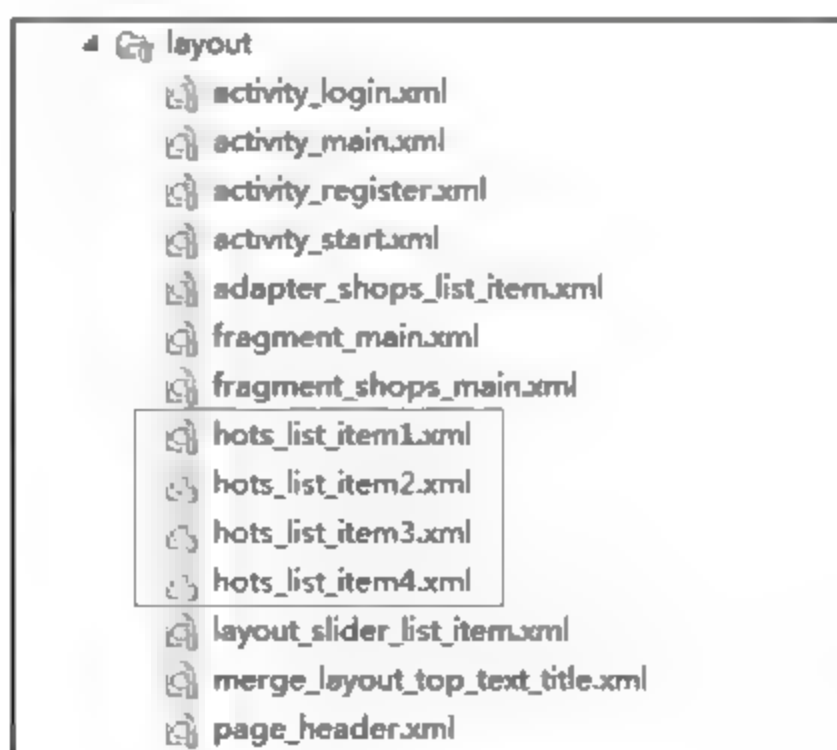 layout
activity_login.xml
activity_main.xml
activity_register.xml
activity_start.xml
adapter_shops_list_item.xml
fragment_main.xml
fragment_shops_main.xml
hots_list_item1.xml
hots_list_item2.xml
hots_list_item3.xml
hots_list_item4.xml
layout_slider_list_item.xml
merge_layout_top_text_title.xml
page_header.xml